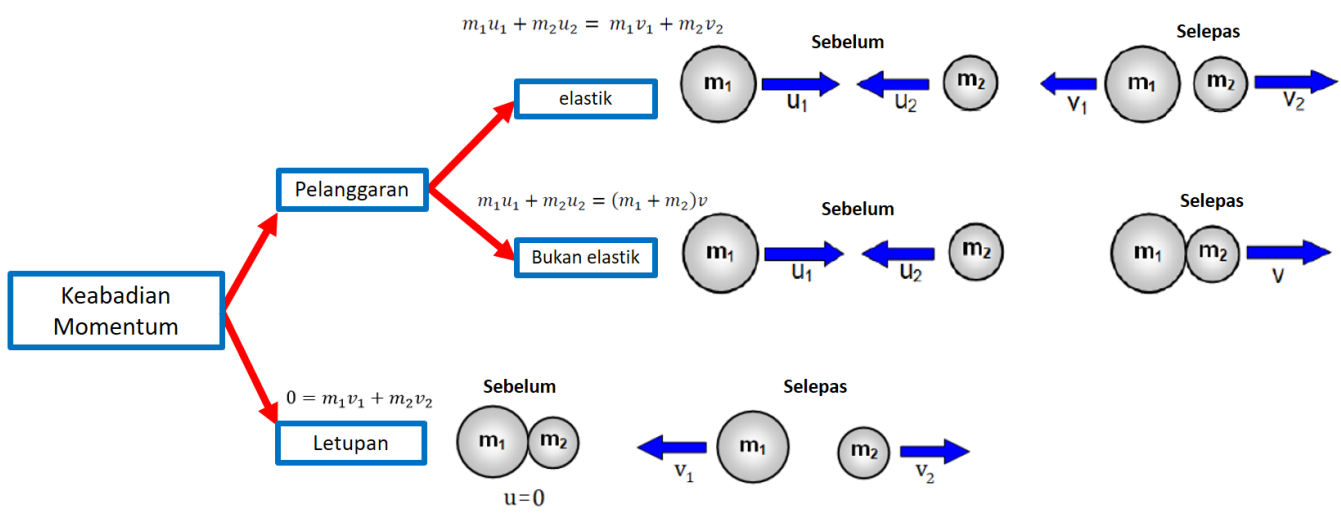 m₁u₁ + m₂u₂ = m₁v₁ + m₂v₂
Sebelum
Selepas
elastik
m₁
u₁
u₂
m₂
v₁
m₁
m₂
v₂
Pelanggaran
m₁u₁ + m₂u₂ = (m₁ + m₂)v
Sebelum
Selepas
Bukan elastik
m₁
u₁
u₂
m₂
m₁
m₂
v
Keabadian
Momentum
0 = m₁v₁ + m₂v₂
Sebelum
Selepas
Letupan
m₁
m₂
v₁
m₁
m₂
v₂
u=0